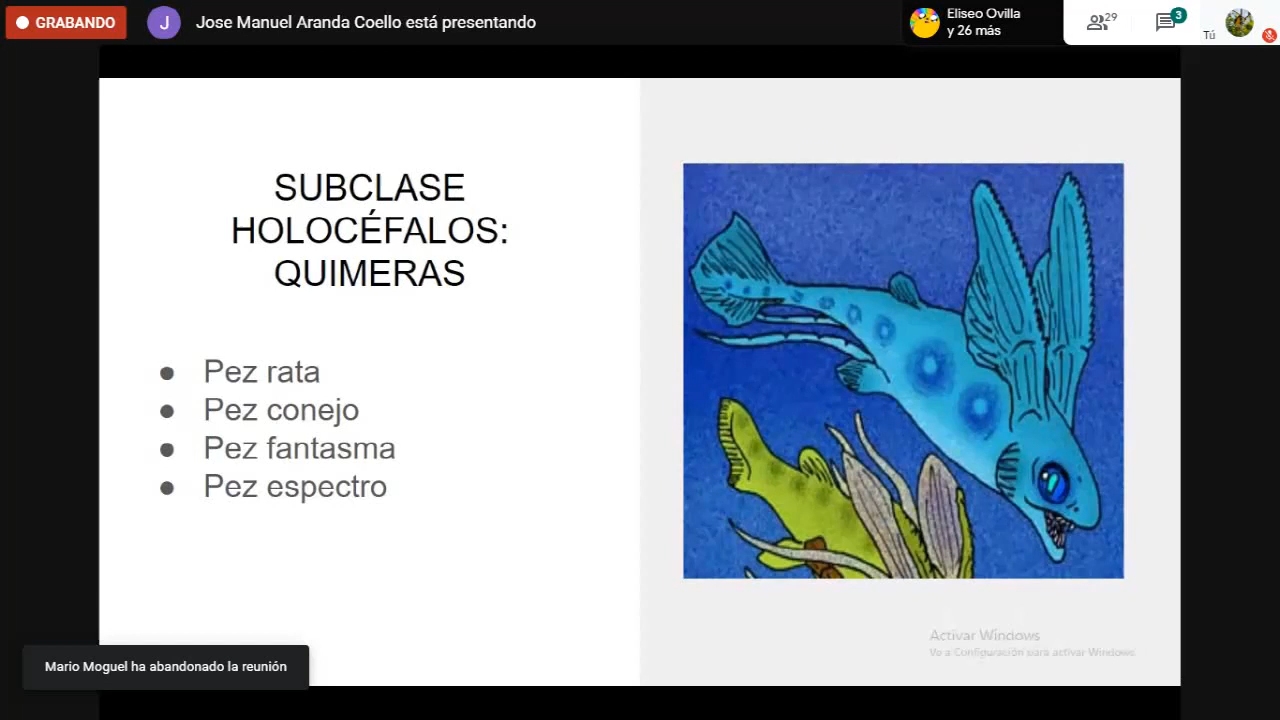 GRABANDO
J
Jose Manuel Aranda Coello está presentando
Eliseo Ovilla
y 26 más
29
3
Tú
SUBCLASE
HOLOCÉFALOS:
QUIMERAS
● Pez rata
● Pez conejo
● Pez fantasma
● Pez espectro
Activar Windows
Ve a Configuración para activar Windows.
Mario Moguel ha abandonado la reunión